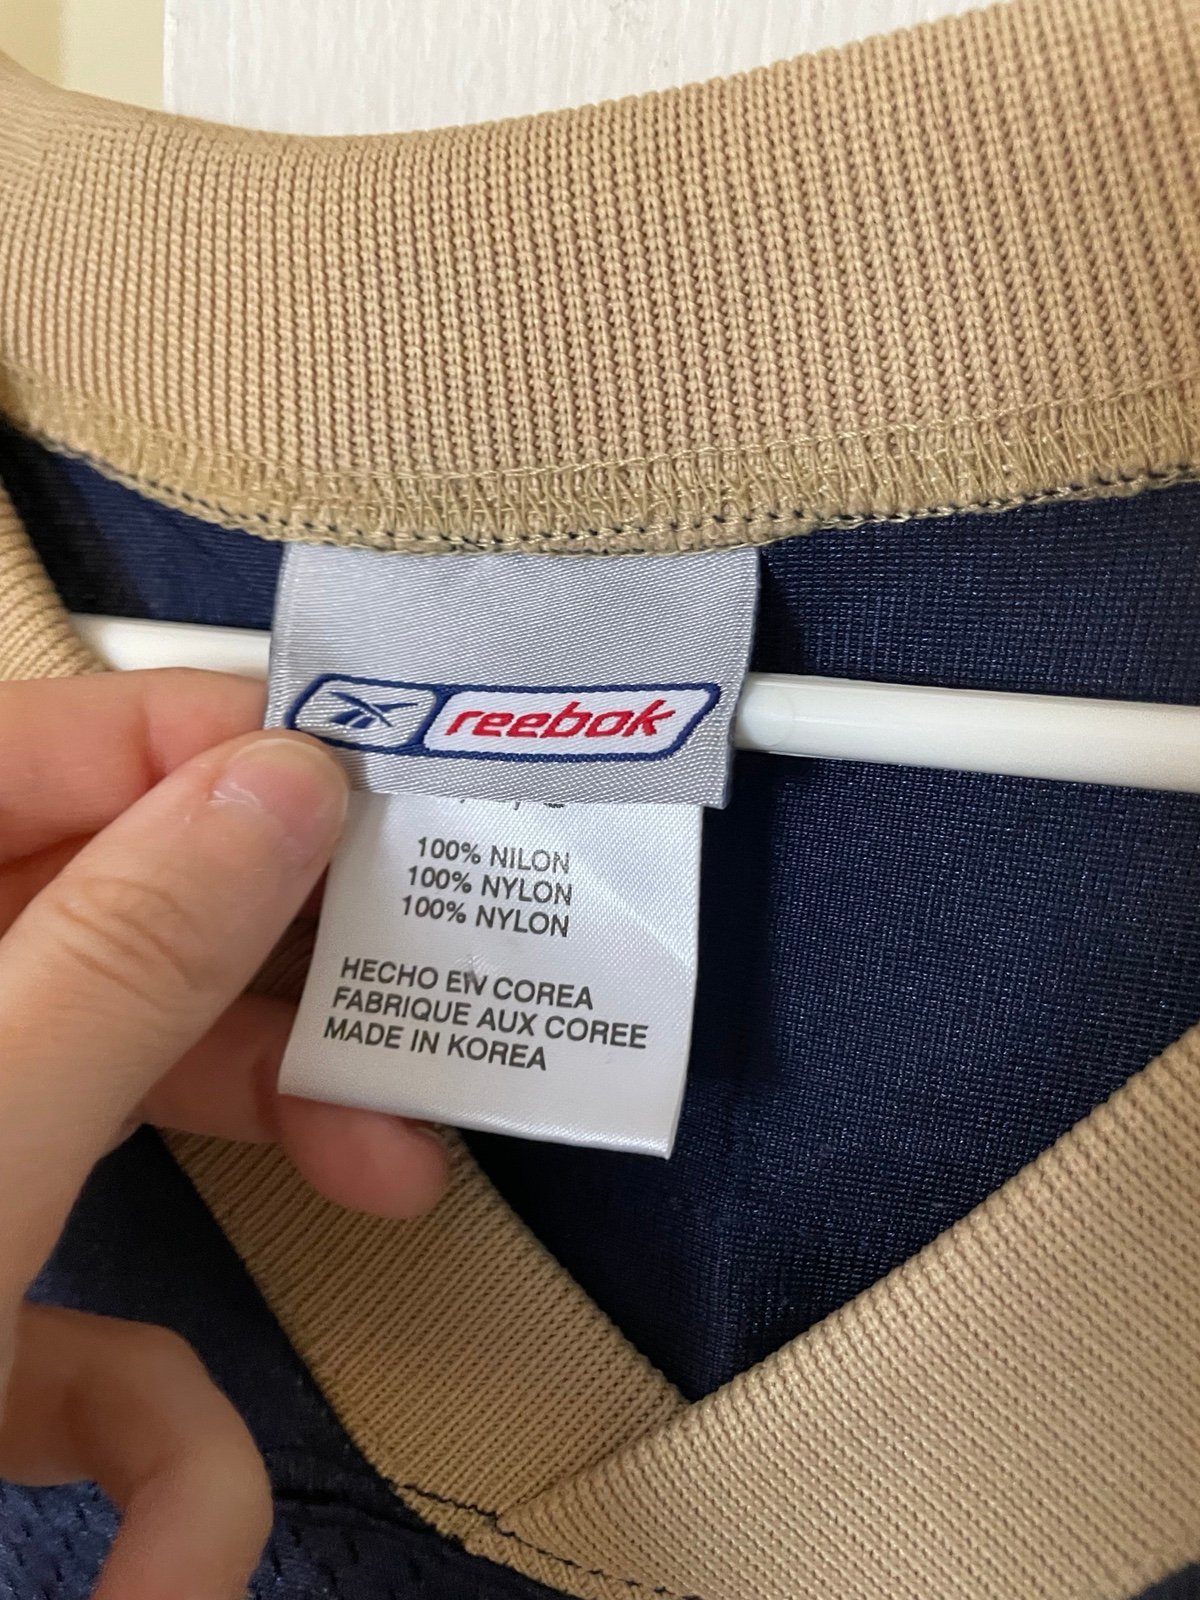 reebok
100% NILON
100% NYLON
100% NYLON
HECHO EN COREA
FABRIQUE AUX COREE
MADE IN KOREA